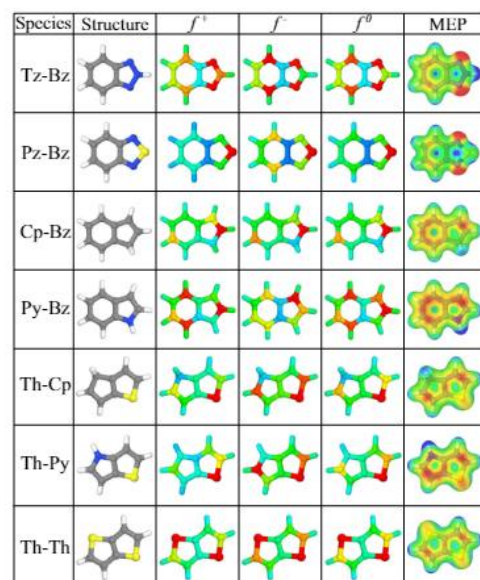 Species Structure f⁺ f⁻ f⁰ MEP
Tz-Bz
Pz-Bz
Cp-Bz
Py-Bz
Th-Cp
Th-Py
Th-Th